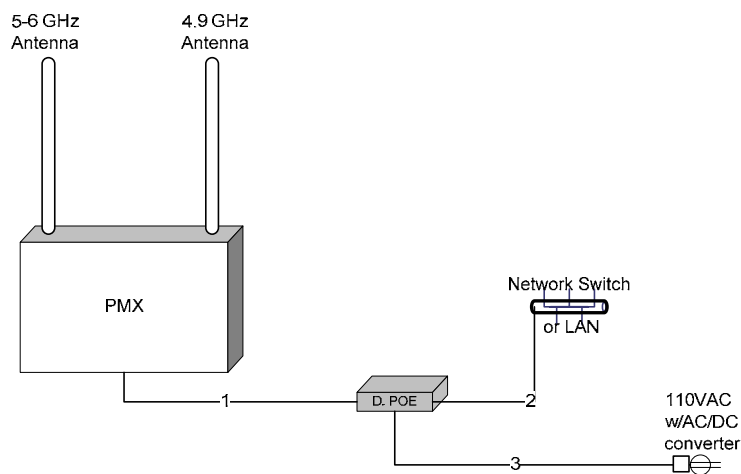 5-6 GHz
Antenna
4.9 GHz
Antenna
PMX
Network Switch
or LAN
1
D. POE
2
110VAC
w/AC/DC
converter
3